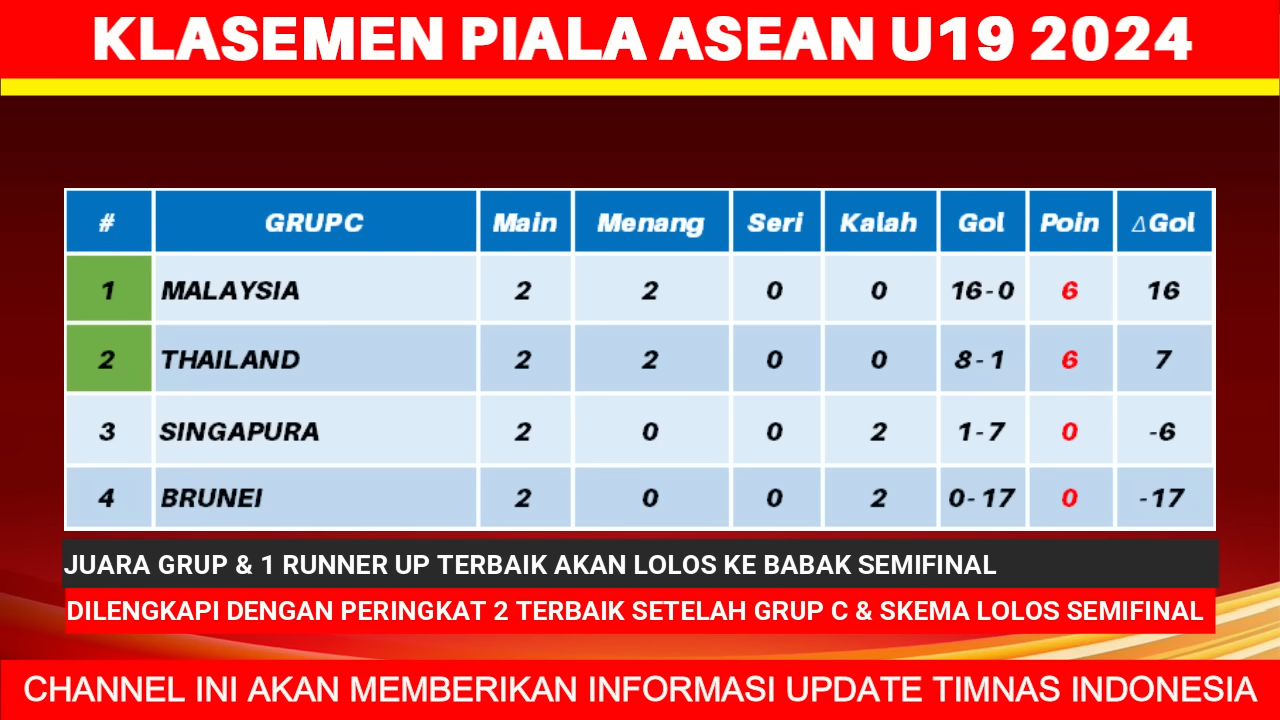 KLASEMEN PIALA ASEAN U19 2024
# GRUP C Main Menang Seri Kalah Gol Poin △Gol
1 MALAYSIA 2 2 0 0 16-0 6 16
2 THAILAND 2 2 0 0 8-1 6 7
3 SINGAPURA 2 0 0 2 1-7 0 -6
4 BRUNEI 2 0 0 2 0-17 0 -17
JUARA GRUP & 1 RUNNER UP TERBAIK AKAN LOLOS KE BABAK SEMIFINAL
DILENGKAPI DENGAN PERINGKAT 2 TERBAIK SETELAH GRUP C & SKEMA LOLOS SEMIFINAL
CHANNEL INI AKAN MEMBERIKAN INFORMASI UPDATE TIMNAS INDONESIA